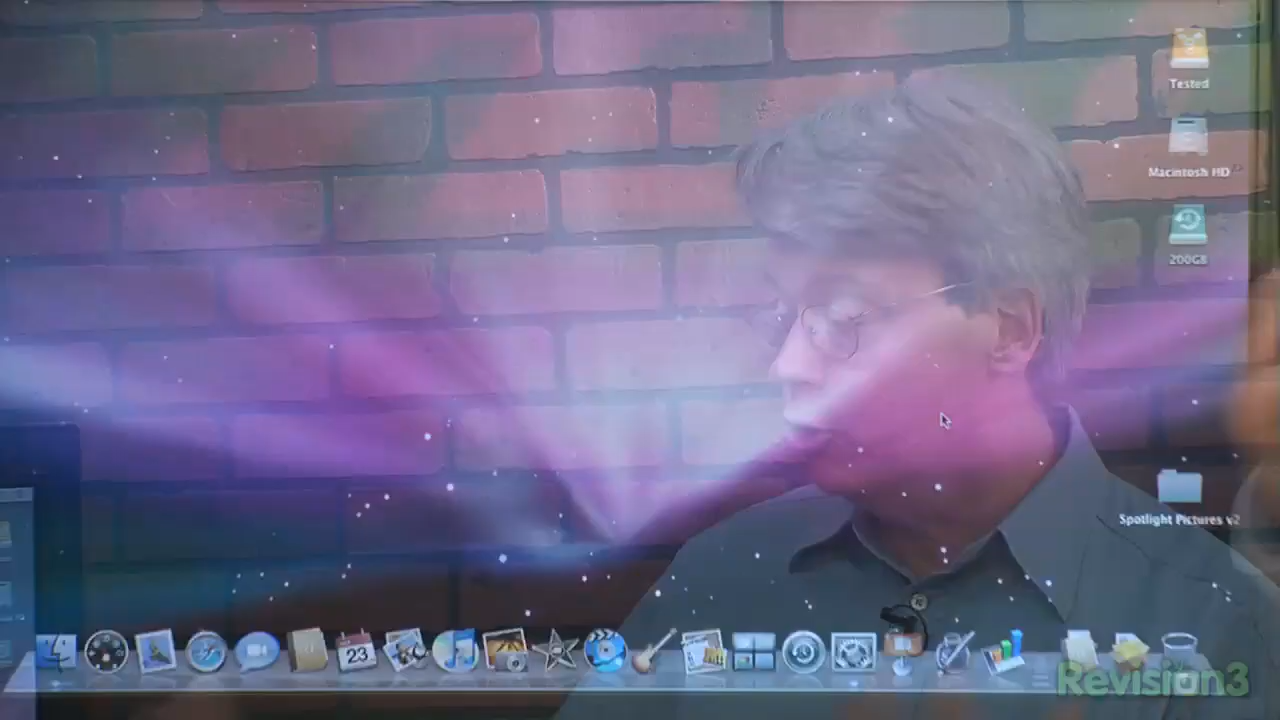 Tested
Macintosh HD
200GB
Spotlight Pictures v2
23
Revision3